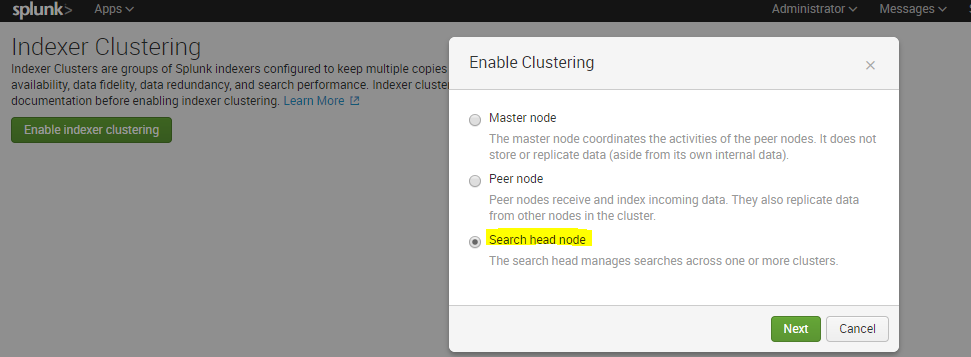 splunk> Apps Administrator Messages
Indexer Clustering
Indexer Clusters are groups of Splunk indexers configured to keep multiple copies
availability, data fidelity, data redundancy, and search performance. Indexer cluster
documentation before enabling indexer clustering. Learn More
Enable indexer clustering
Enable Clustering
Master node
The master node coordinates the activities of the peer nodes. It does not
store or replicate data (aside from its own internal data).
Peer node
Peer nodes receive and index incoming data. They also replicate data
from other nodes in the cluster.
Search head node
The search head manages searches across one or more clusters.
Next Cancel